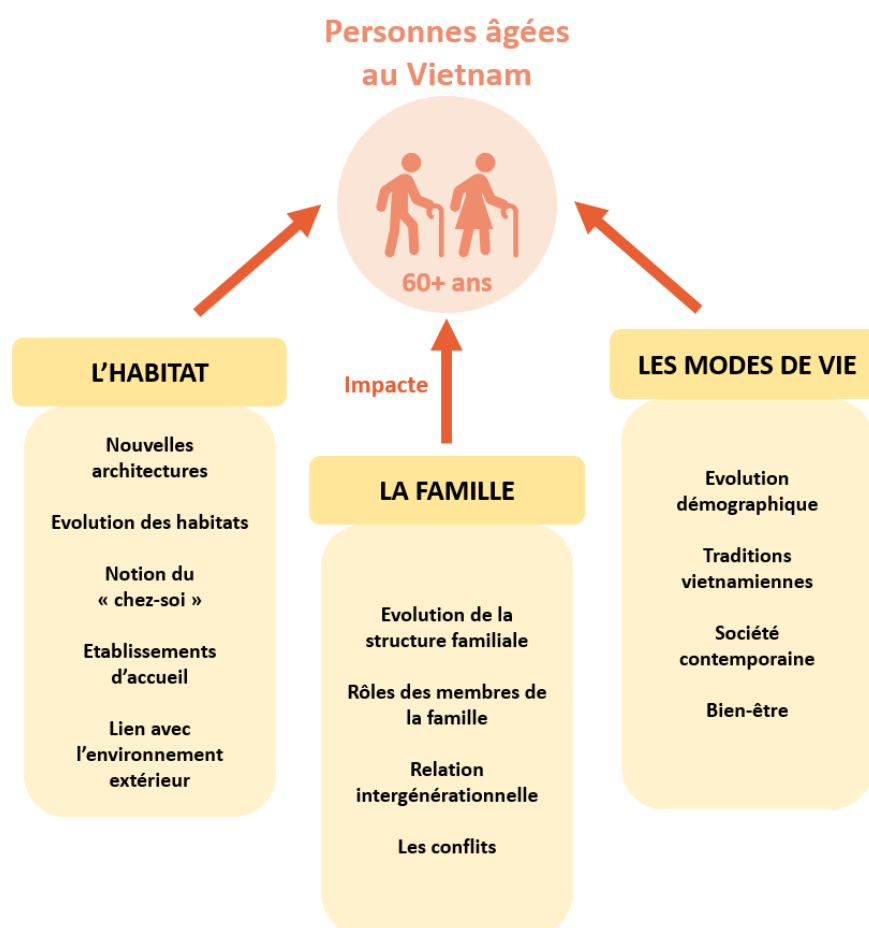 Personnes âgées
au Vietnam
60+ ans
Impacte
L'HABITAT
Nouvelles
architectures
Evolution des habitats
Notion du
« chez-soi »
Etablissements
d'accueil
Lien avec
l'environnement
extérieur
LA FAMILLE
Evolution de la
structure familiale
Rôles des membres de
la famille
Relation
intergénérationnelle
Les conflits
LES MODES DE VIE
Evolution
démographique
Traditions
vietnamiennes
Société
contemporaine
Bien-être